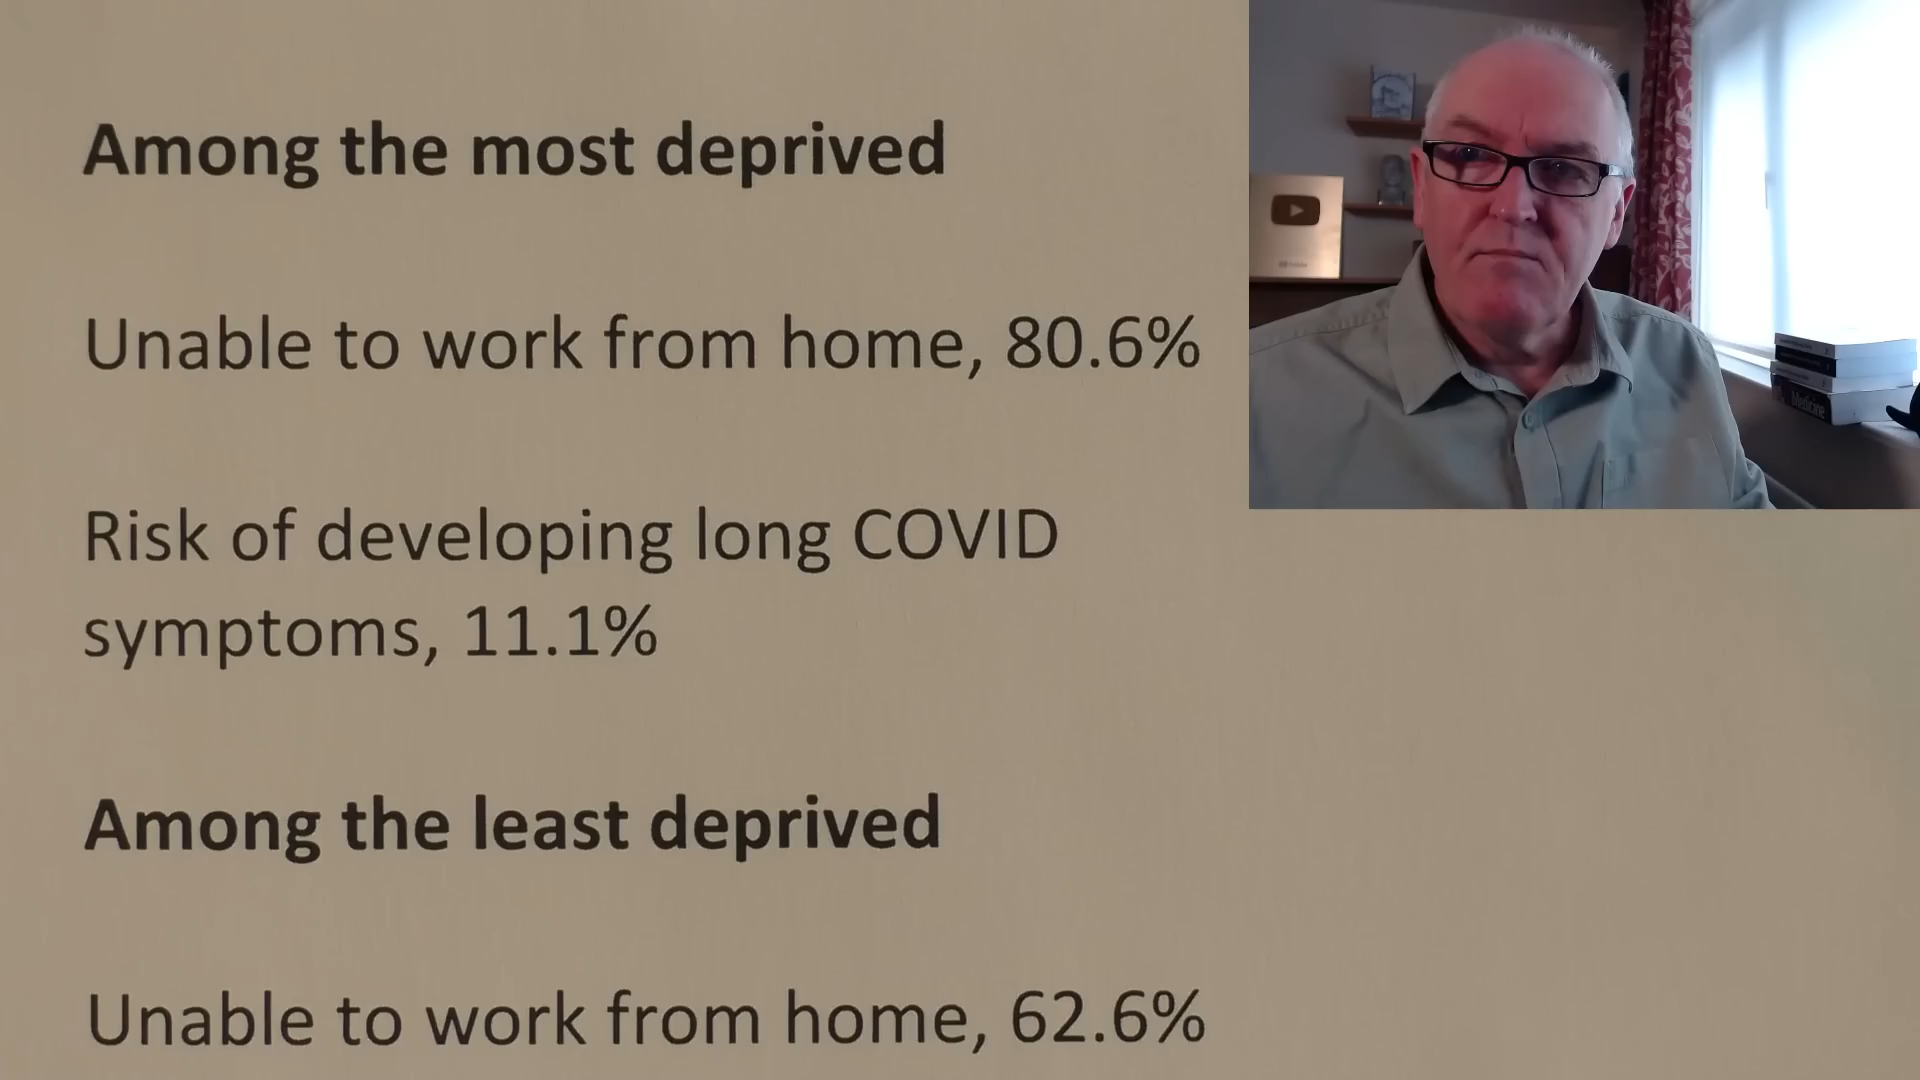 Among the most deprived
Unable to work from home, 80.6%
Risk of developing long COVID
symptoms, 11.1%
Among the least deprived
Unable to work from home, 62.6%
Medicine